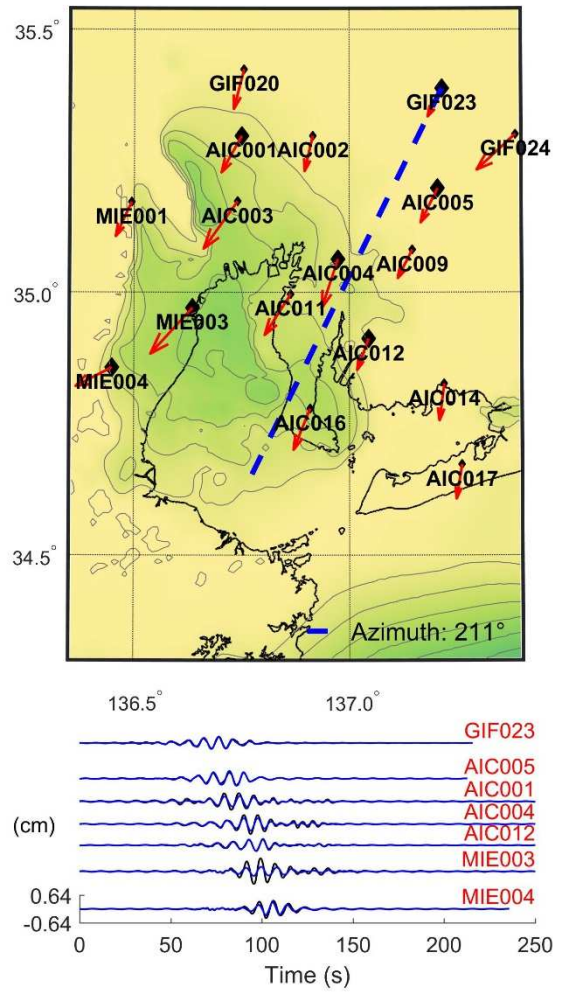 35.5°
GIF020
GIF023
AIC001
AIC002
GIF024
AIC005
MIE001
AIC003
AIC009
AIC004
35.0°
AIC011
MIE003
AIC012
MIE004
AIC014
AIC016
AIC017
34.5°
Azimuth: 211°
136.5°
137.0°
GIF023
AIC005
AIC001
AIC004
(cm)
AIC012
MIE003
0.64
MIE004
-0.64
0
50
100
150
200
250
Time (s)